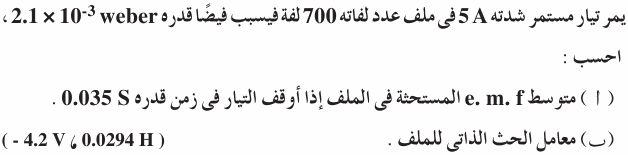 يمر تيار مستمر شدته 5 A فى ملف عدد لفاته 700 لفة فيسبب فيضًا قدره 2.1 × 10⁻³ weber ،
احسب :
( أ ) متوسط e. m. f المستحثة فى الملف إذا أوقف التيار فى زمن قدره 0.035 S .
(ب) معامل الحث الذاتى للملف . ( - 4.2 V ، 0.0294 H )